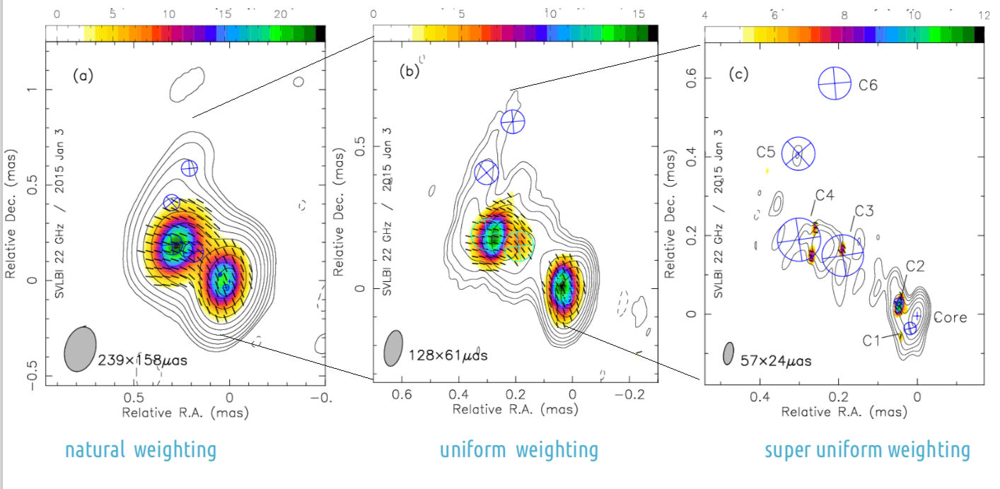 0 5 10 15 20
0 5 10 15
4 6 8 10 12
(a)
1
0.5
0
−0.5
Relative Dec. (mas)
SVLBI 22 GHz / 2015 Jan 3
239×158μas
0.5 0 −0.
Relative R.A. (mas)
natural weighting
(b)
0.5
0
Relative Dec. (mas)
SVLBI 22 GHz / 2015 Jan 3
128×61μas
0.6 0.4 0.2 0 −0.2
Relative R.A. (mas)
uniform weighting
(c)
0.6
0.4
0.2
0
Relative Dec. (mas)
SVLBI 22 GHz / 2015 Jan 3
C6
C5
C4
C3
C2
Core
C1
57×24μas
0.4 0.2 0
Relative R.A. (mas)
super uniform weighting